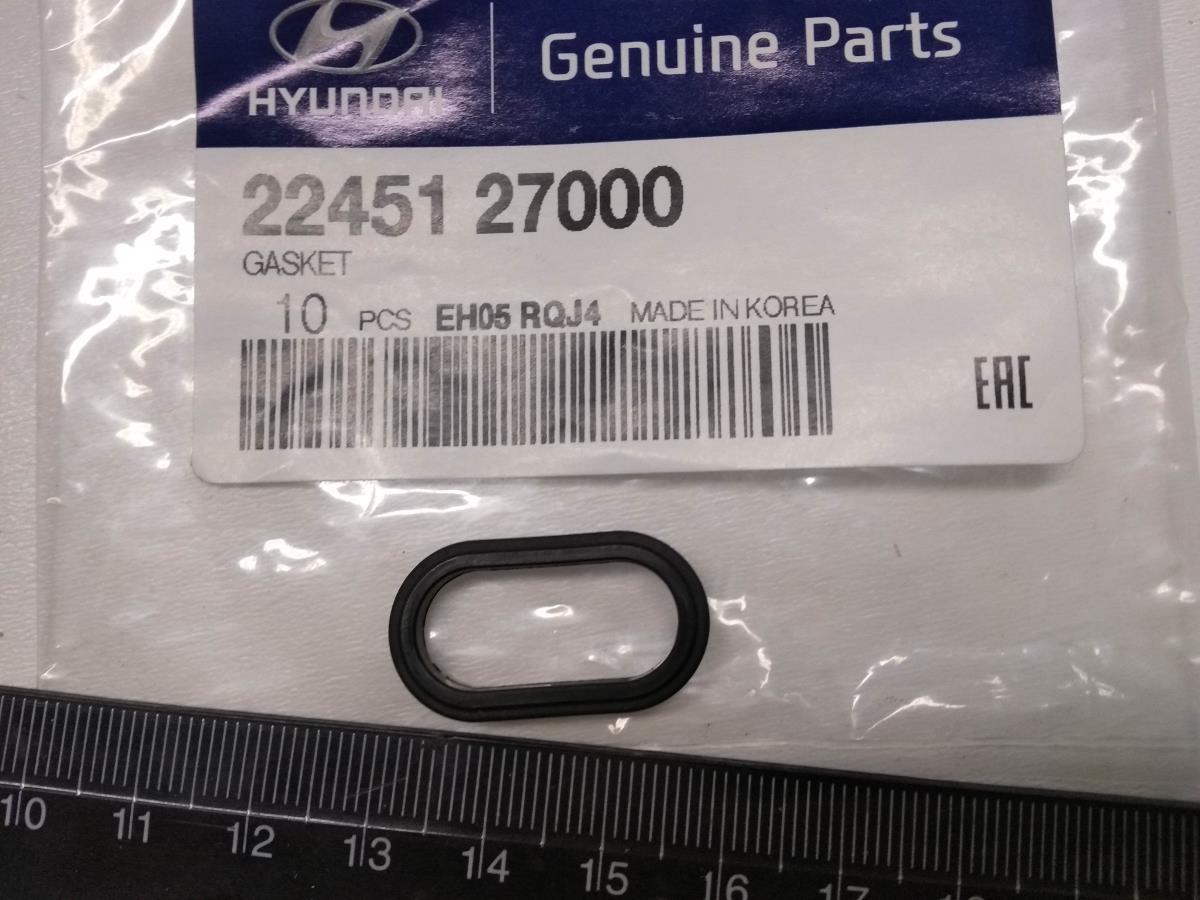 HYUNDAI
Genuine Parts
22451 27000
GASKET
10 PCS EH05 RQJ4 MADE IN KOREA
EAC
10 11 12 13 14 15 16 17